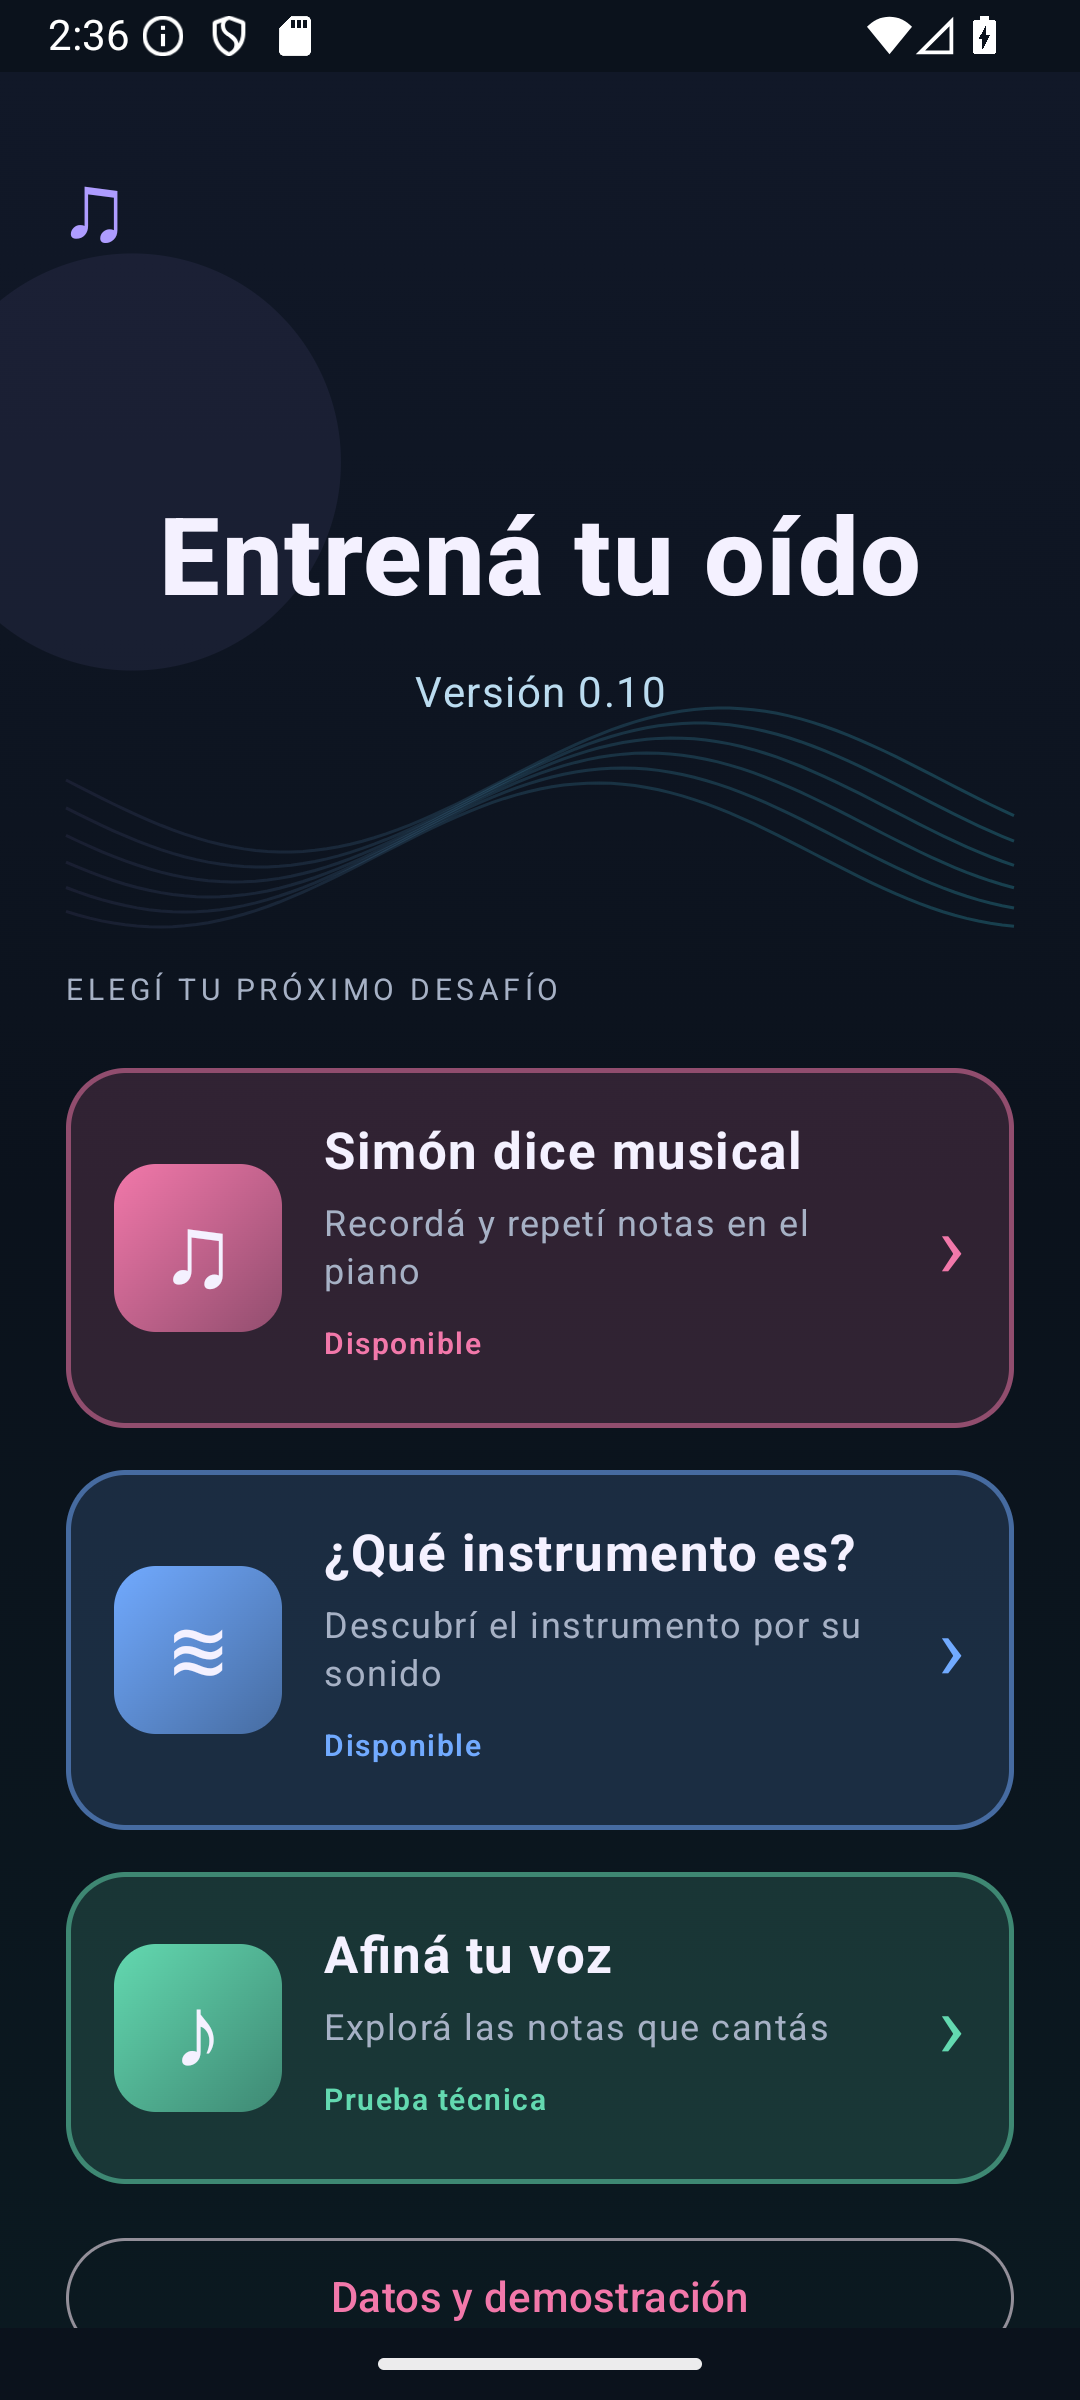 2:36
Entrená tu oído
Versión 0.10
ELEGÍ TU PRÓXIMO DESAFÍO
Simón dice musical
Recordá y repetí notas en el
piano
Disponible
¿Qué instrumento es?
Descubrí el instrumento por su
sonido
Disponible
Afiná tu voz
Explorá las notas que cantás
Prueba técnica
Datos y demostración